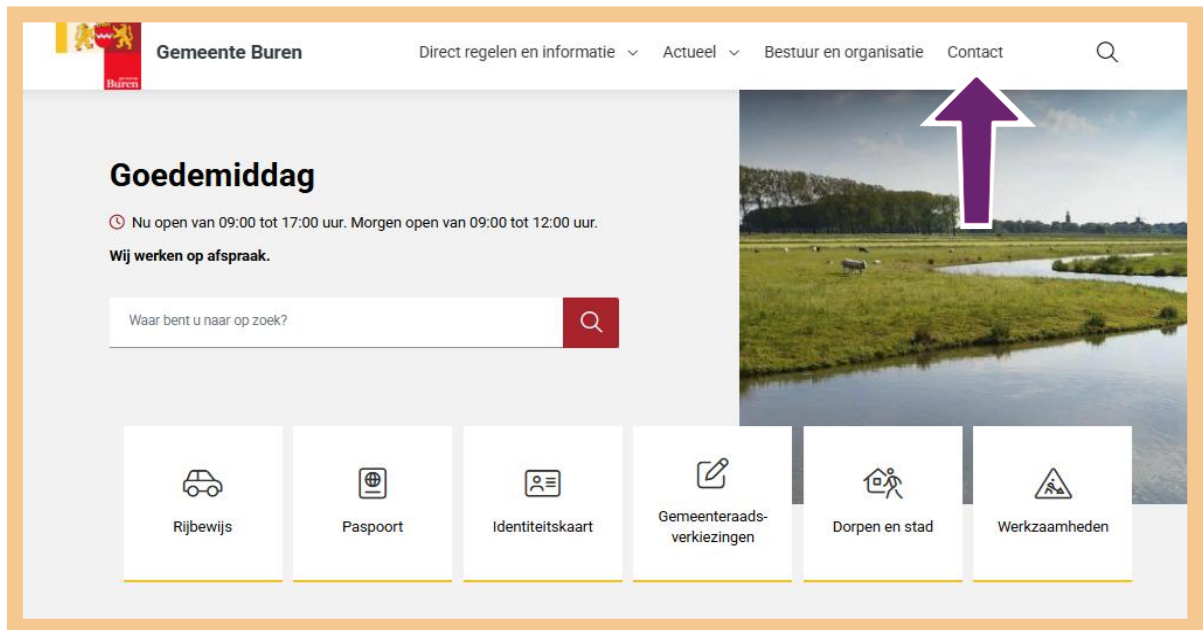 Gemeente Buren
Direct regelen en informatie
Actueel
Bestuur en organisatie
Contact
Buren
Goedemiddag
Nu open van 09:00 tot 17:00 uur. Morgen open van 09:00 tot 12:00 uur.
Wij werken op afspraak.
Waar bent u naar op zoek?
Rijbewijs
Paspoort
Identiteitskaart
Gemeenteraads-
verkiezingen
Dorpen en stad
Werkzaamheden